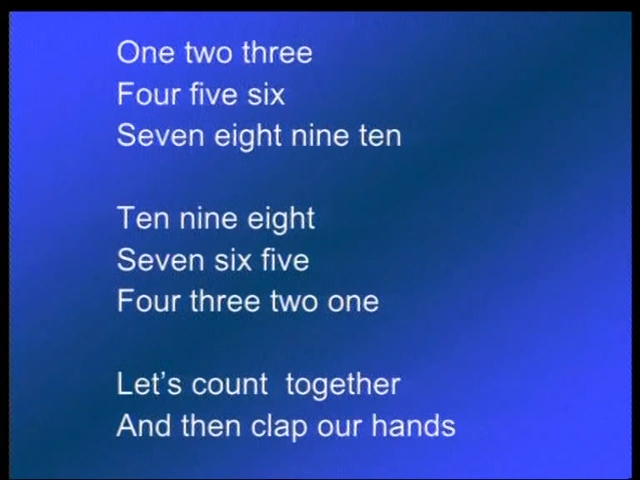 One two three
Four five six
Seven eight nine ten
Ten nine eight
Seven six five
Four three two one
Let's count  together
And then clap our hands